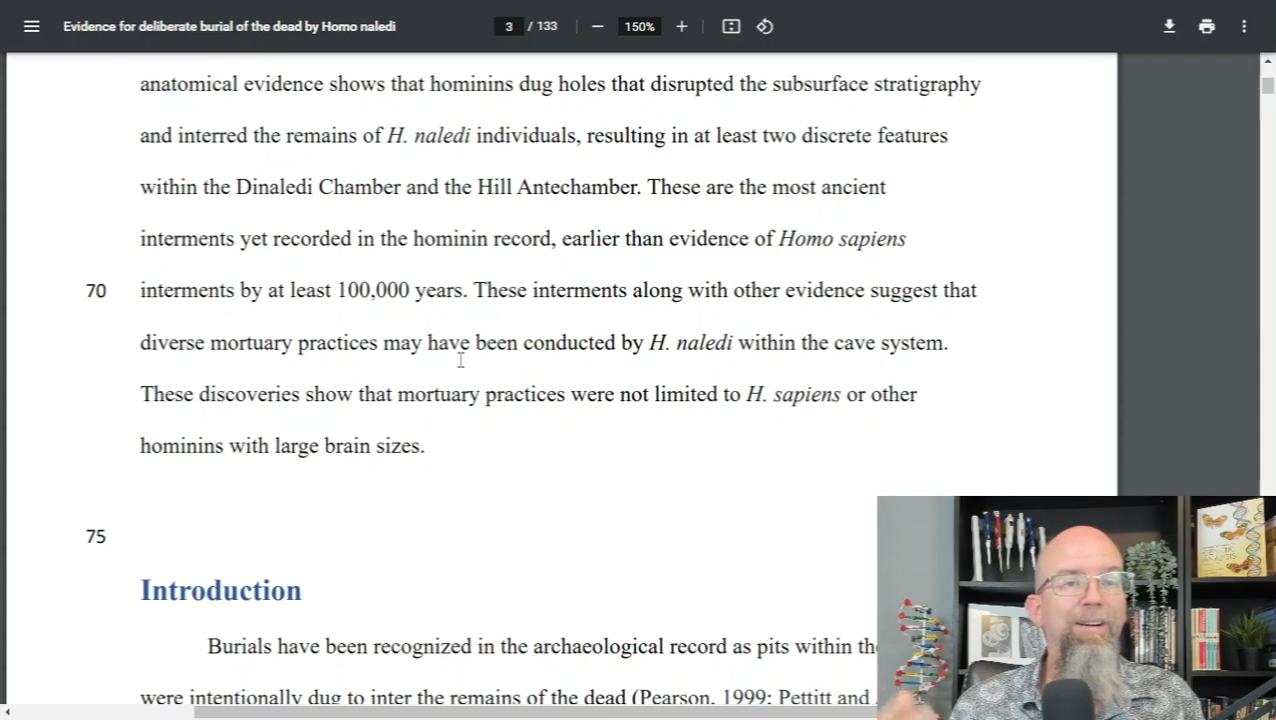 Evidence for deliberate burial of the dead by Homo naledi
3 / 133
150%
anatomical evidence shows that hominins dug holes that disrupted the subsurface stratigraphy
and interred the remains of H. naledi individuals, resulting in at least two discrete features
within the Dinaledi Chamber and the Hill Antechamber. These are the most ancient
interments yet recorded in the hominin record, earlier than evidence of Homo sapiens
70 interments by at least 100,000 years. These interments along with other evidence suggest that
diverse mortuary practices may have been conducted by H. naledi within the cave system.
These discoveries show that mortuary practices were not limited to H. sapiens or other
hominins with large brain sizes.
75
Introduction
Burials have been recognized in the archaeological record as pits within the
were intentionally dug to inter the remains of the dead (Pearson, 1999; Pettitt and